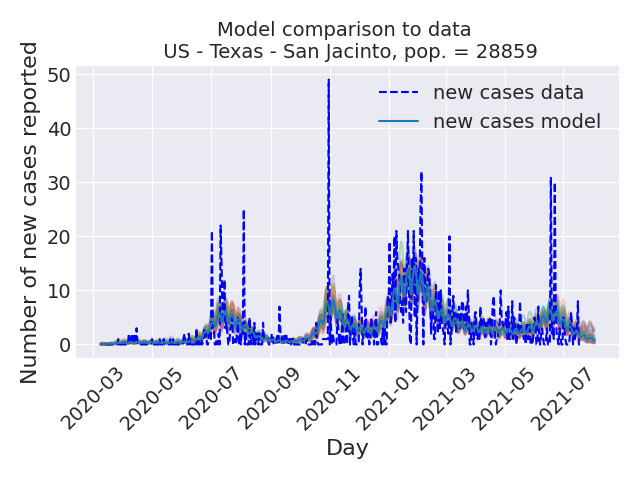 Model comparison to data
US - Texas - San Jacinto, pop. = 28859
Number of new cases reported
50
40
30
20
10
0
new cases data
new cases model
2020-03
2020-05
2020-07
2020-09
2020-11
2021-01
2021-03
2021-05
2021-07
Day